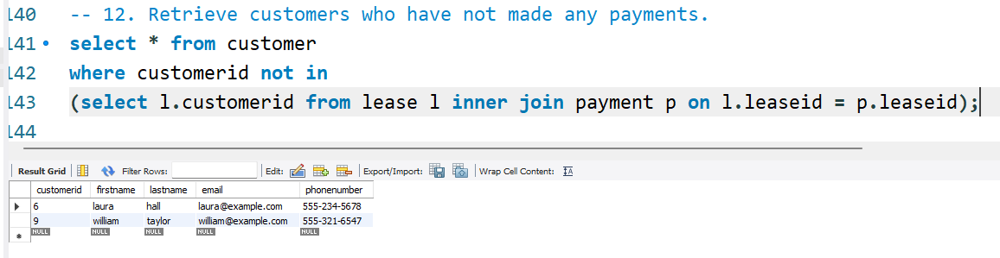 140 -- 12. Retrieve customers who have not made any payments.
141 select * from customer
142 where customerid not in
143 (select l.customerid from lease l inner join payment p on l.leaseid = p.leaseid);
144
Result Grid Filter Rows: Edit: Export/Import: Wrap Cell Content:
customerid firstname lastname email phonenumber
6 laura hall laura@example.com 555-234-5678
9 william taylor william@example.com 555-321-6547
NULL NULL NULL NULL NULL